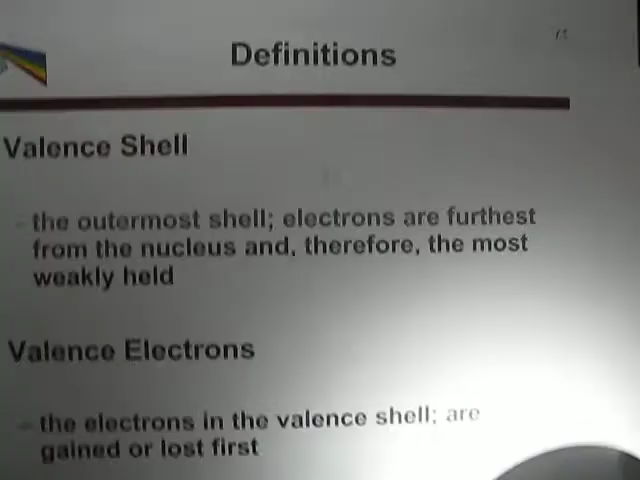 Definitions
Valence Shell
– the outermost shell; electrons are furthest
from the nucleus and, therefore, the most
weakly held
Valence Electrons
– the electrons in the valence shell; are
gained or lost first